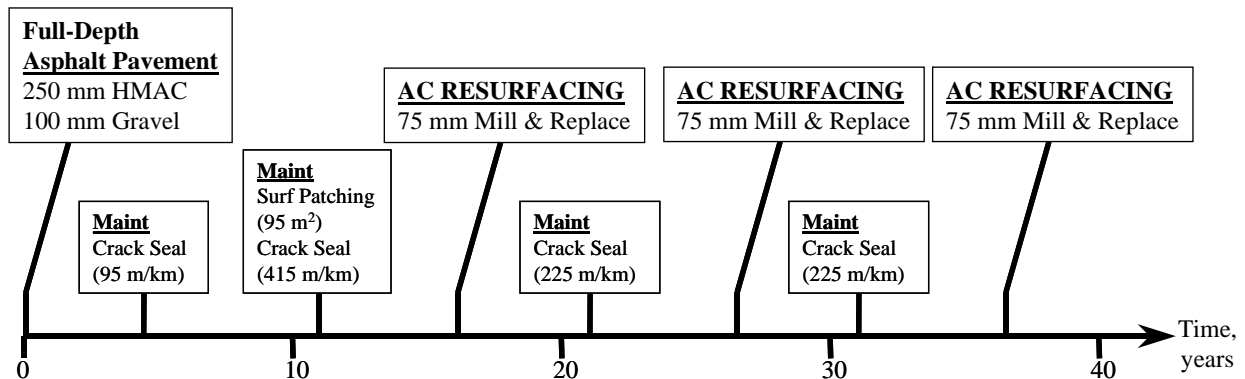 Full-Depth
Asphalt Pavement
250 mm HMAC
100 mm Gravel
AC RESURFACING
75 mm Mill & Replace
AC RESURFACING
75 mm Mill & Replace
AC RESURFACING
75 mm Mill & Replace
Maint
Crack Seal
(95 m/km)
Maint
Surf Patching
(95 m²)
Crack Seal
(415 m/km)
Maint
Crack Seal
(225 m/km)
Maint
Crack Seal
(225 m/km)
0
10
20
30
40
Time,
years